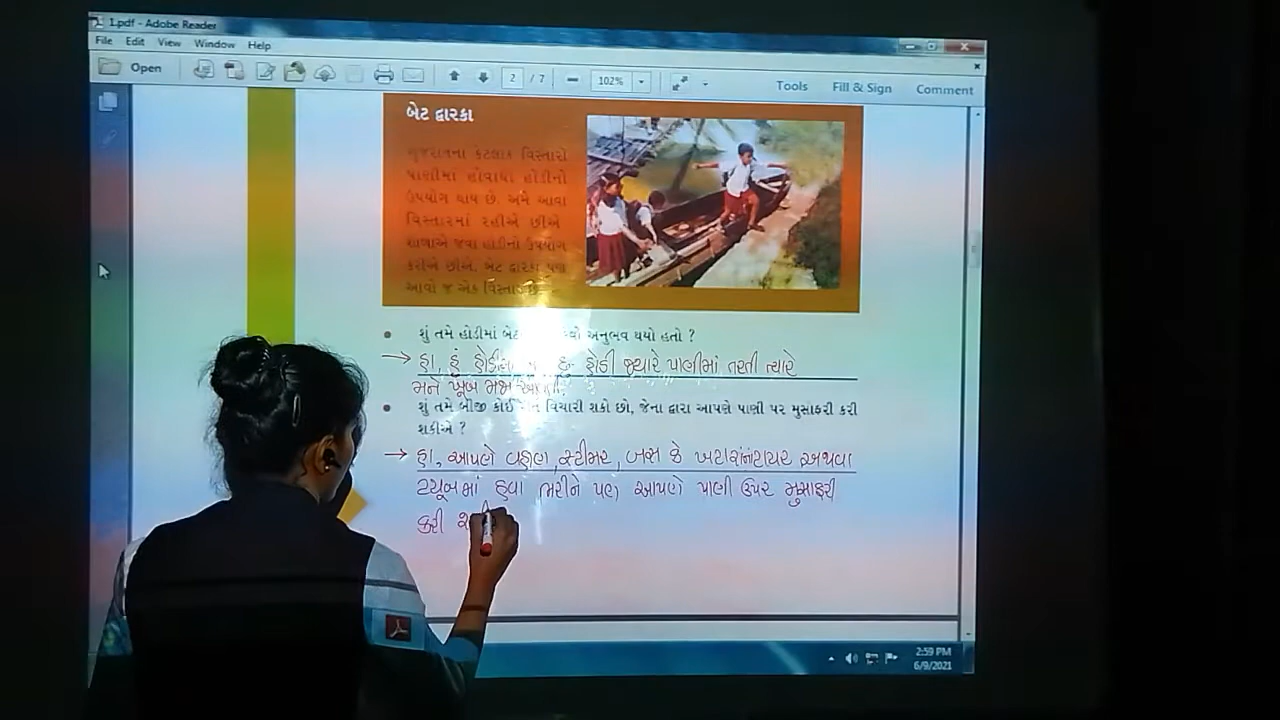 1.pdf - Adobe Reader
File Edit View Window Help
Open 2 / 7 102% Tools Fill & Sign Comment
બેટ દ્વારકા
ગુજરાતના કેટલાક વિસ્તારો
પાણીમાં હોવાથી હોડીનો
ઉપયોગ થાય છે. અમે આવા
વિસ્તારમાં રહીએ છીએ
શાળાએ જવા હોડીનો ઉપયોગ
કરીએ છીએ. બેટ દ્વારકા પણ
આવો જ એક
શું તમે હોડીમાં અનુભવ થયો હતો ?
હા, હું હોડી જ્યારે પાણીમાં તરતી ત્યારે
મને ખૂબ મજા
શું તમે બીજી કોઈ વિચારી શકો છો, જેના દ્વારા આપણે પાણી પર મુસાફરી કરી
શકીએ ?
હા, આપણે વહાણ, સ્ટીમર, બસ કે અથવા
ટયૂબમાં હવા ભરીને પણ આપણે પાણી ઉપર મુસાફરી
કરી
2:59 PM
6/9/2021